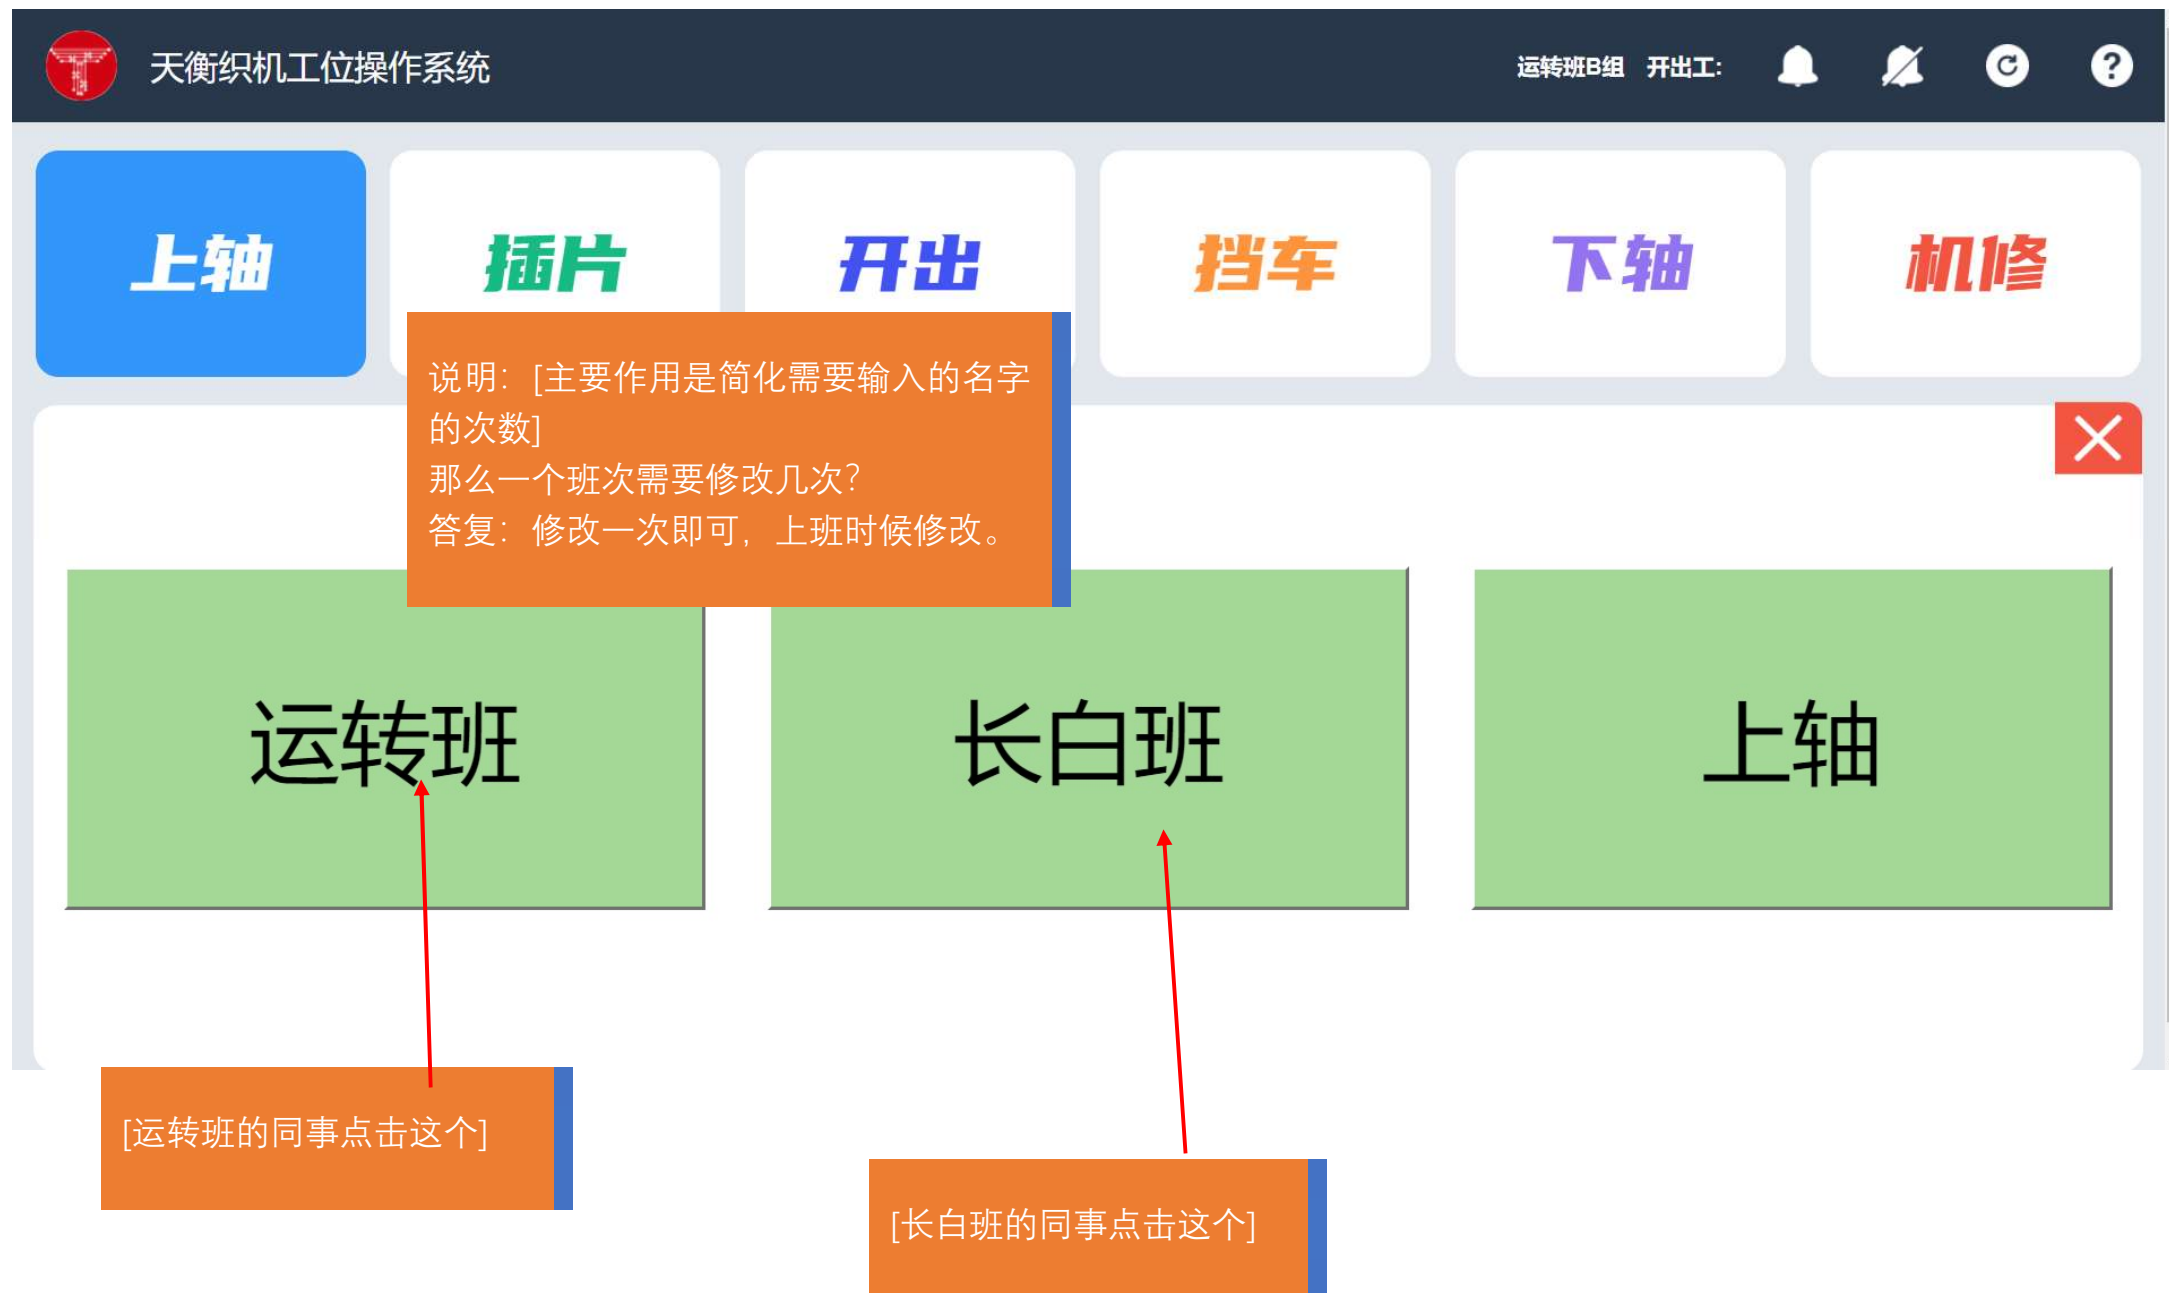 天衡织机工位操作系统
运转班B组 开出工:
上轴
插片
开出
挡车
下轴
机修
说明：[主要作用是简化需要输入的名字
的次数]
那么一个班次需要修改几次？
答复：修改一次即可，上班时候修改。
运转班
长白班
上轴
[运转班的同事点击这个]
[长白班的同事点击这个]